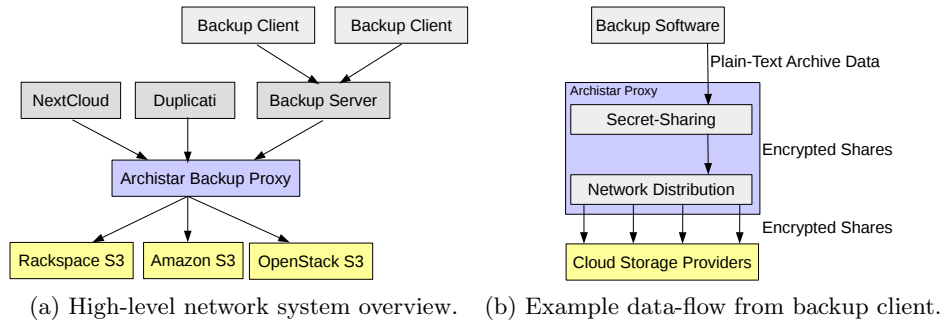 Backup Client
Backup Client
NextCloud
Duplicati
Backup Server
Archistar Backup Proxy
Rackspace S3
Amazon S3
OpenStack S3
(a) High-level network system overview.
Backup Software
Plain-Text Archive Data
Archistar Proxy
Secret-Sharing
Encrypted Shares
Network Distribution
Encrypted Shares
Cloud Storage Providers
(b) Example data-flow from backup client.